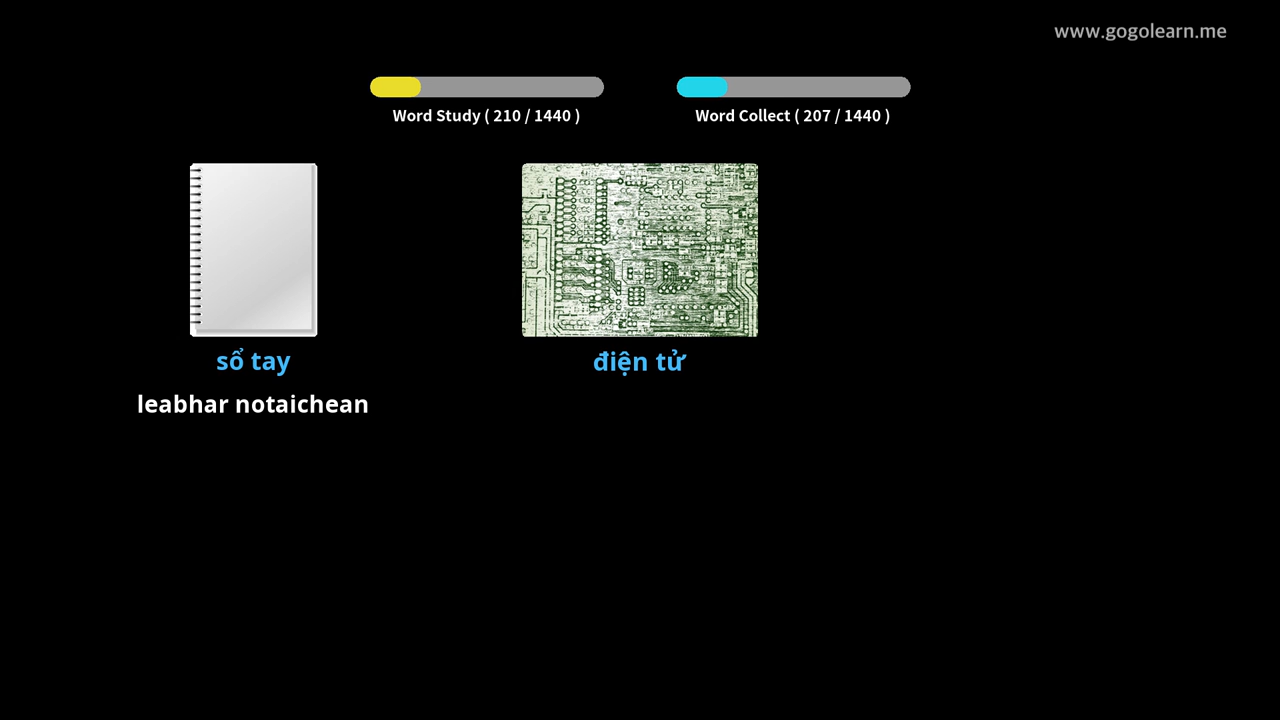 www.gogolearn.me
Word Study ( 210 / 1440 )
Word Collect ( 207 / 1440 )
sổ tay
điện tử
leabhar notaichean